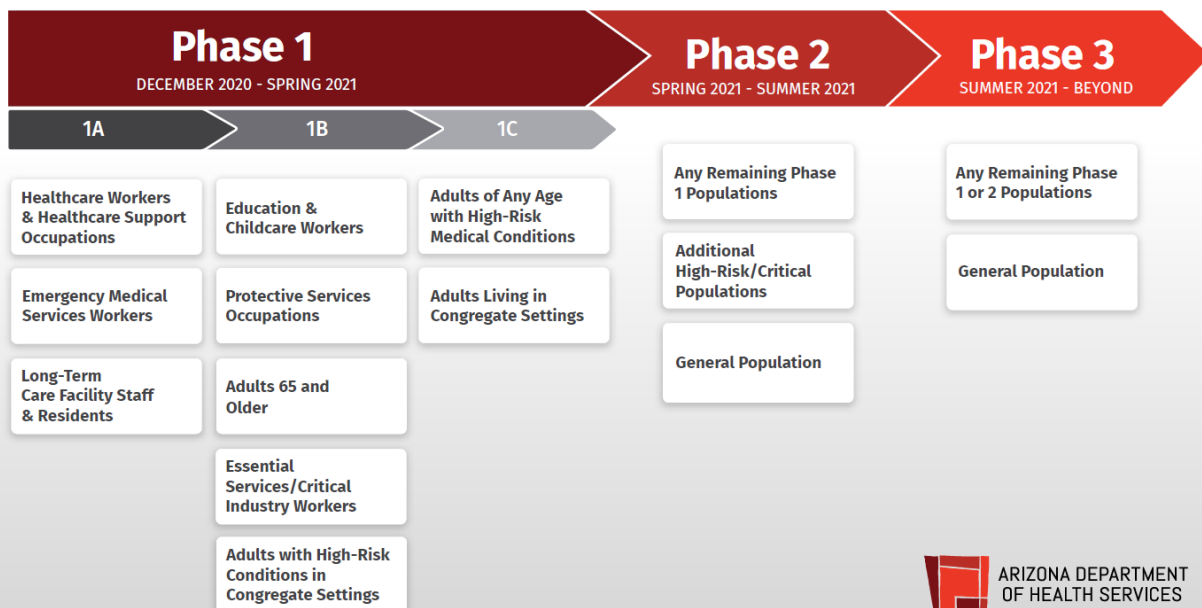 Phase 1
DECEMBER 2020 - SPRING 2021
Phase 2
SPRING 2021 - SUMMER 2021
Phase 3
SUMMER 2021 - BEYOND
1A
1B
1C
Healthcare Workers
& Healthcare Support
Occupations
Emergency Medical
Services Workers
Long-Term
Care Facility Staff
& Residents
Education &
Childcare Workers
Protective Services
Occupations
Adults 65 and
Older
Essential
Services/Critical
Industry Workers
Adults with High-Risk
Conditions in
Congregate Settings
Adults of Any Age
with High-Risk
Medical Conditions
Adults Living in
Congregate Settings
Any Remaining Phase
1 Populations
Additional
High-Risk/Critical
Populations
General Population
Any Remaining Phase
1 or 2 Populations
General Population
ARIZONA DEPARTMENT
OF HEALTH SERVICES